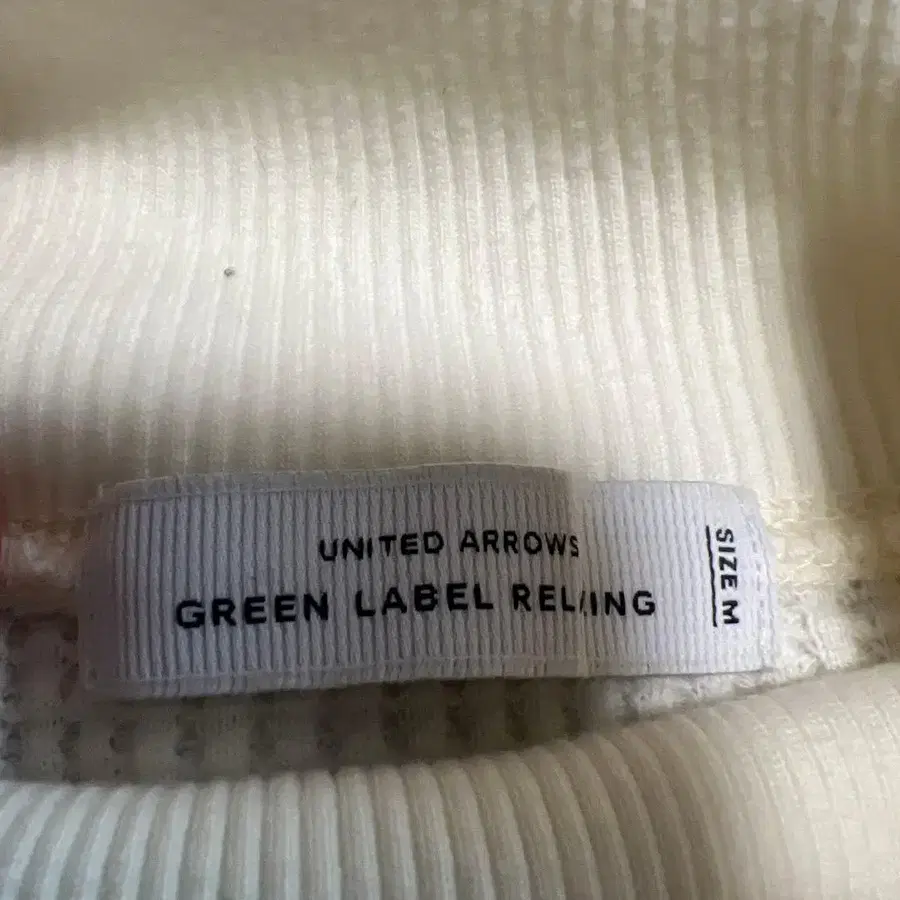 UNITED ARROWS
GREEN LABEL
SIZE M